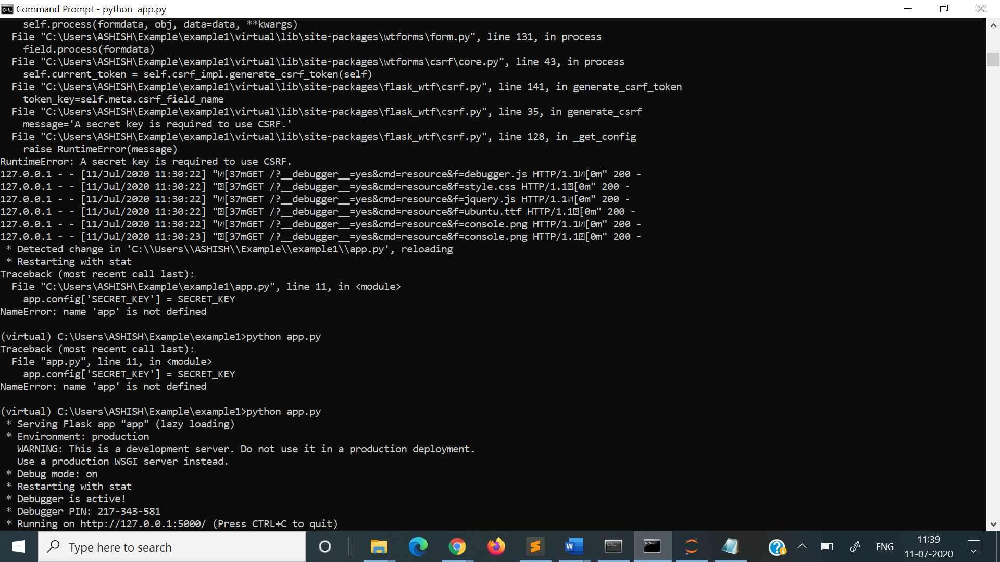 Command Prompt - python  app.py
    self.process(formdata, obj, data=data, **kwargs)
  File "C:\Users\ASHISH\Example\example1\virtual\lib\site-packages\wtforms\form.py", line 131, in process
    field.process(formdata)
  File "C:\Users\ASHISH\Example\example1\virtual\lib\site-packages\wtforms\csrf\core.py", line 43, in process
    self.current_token = self.csrf_impl.generate_csrf_token(self)
  File "C:\Users\ASHISH\Example\example1\virtual\lib\site-packages\flask_wtf\csrf.py", line 141, in generate_csrf_token
    token_key=self.meta.csrf_field_name
  File "C:\Users\ASHISH\Example\example1\virtual\lib\site-packages\flask_wtf\csrf.py", line 35, in generate_csrf
    message='A secret key is required to use CSRF.'
  File "C:\Users\ASHISH\Example\example1\virtual\lib\site-packages\flask_wtf\csrf.py", line 128, in _get_config
    raise RuntimeError(message)
RuntimeError: A secret key is required to use CSRF.
127.0.0.1 - - [11/Jul/2020 11:30:22] "[37mGET /?__debugger__=yes&cmd=resource&f=debugger.js HTTP/1.1[0m" 200 -
127.0.0.1 - - [11/Jul/2020 11:30:22] "[37mGET /?__debugger__=yes&cmd=resource&f=style.css HTTP/1.1[0m" 200 -
127.0.0.1 - - [11/Jul/2020 11:30:22] "[37mGET /?__debugger__=yes&cmd=resource&f=jquery.js HTTP/1.1[0m" 200 -
127.0.0.1 - - [11/Jul/2020 11:30:22] "[37mGET /?__debugger__=yes&cmd=resource&f=ubuntu.ttf HTTP/1.1[0m" 200 -
127.0.0.1 - - [11/Jul/2020 11:30:22] "[37mGET /?__debugger__=yes&cmd=resource&f=console.png HTTP/1.1[0m" 200 -
127.0.0.1 - - [11/Jul/2020 11:30:23] "[37mGET /?__debugger__=yes&cmd=resource&f=console.png HTTP/1.1[0m" 200 -
 * Detected change in 'C:\\Users\\ASHISH\\Example\\example1\\app.py', reloading
 * Restarting with stat
Traceback (most recent call last):
  File "C:\Users\ASHISH\Example\example1\app.py", line 11, in <module>
    app.config['SECRET_KEY'] = SECRET_KEY
NameError: name 'app' is not defined
(virtual) C:\Users\ASHISH\Example\example1>python app.py
Traceback (most recent call last):
  File "app.py", line 11, in <module>
    app.config['SECRET_KEY'] = SECRET_KEY
NameError: name 'app' is not defined
(virtual) C:\Users\ASHISH\Example\example1>python app.py
 * Serving Flask app "app" (lazy loading)
 * Environment: production
   WARNING: This is a development server. Do not use it in a production deployment.
   Use a production WSGI server instead.
 * Debug mode: on
 * Restarting with stat
 * Debugger is active!
 * Debugger PIN: 217-343-581
 * Running on http://127.0.0.1:5000/ (Press CTRL+C to quit)
Type here to search
ENG
11:39
11-07-2020